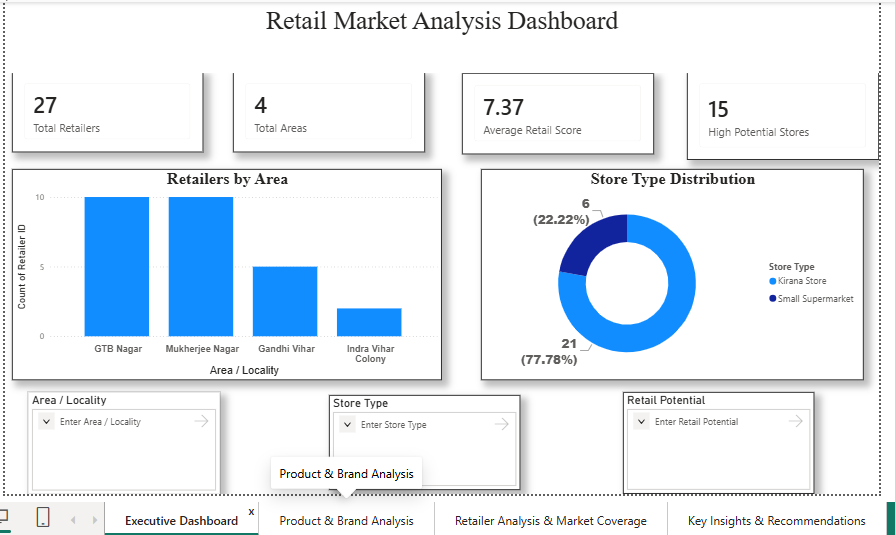 Retail Market Analysis Dashboard
27
Total Retailers
4
Total Areas
7.37
Average Retail Score
15
High Potential Stores
Retailers by Area
Count of Retailer ID
10
5
0
GTB Nagar
Mukherjee Nagar
Gandhi Vihar
Indra Vihar
Colony
Area / Locality
Store Type Distribution
6
(22.22%)
21
(77.78%)
Store Type
Kirana Store
Small Supermarket
Area / Locality
Enter Area / Locality
Store Type
Enter Store Type
Retail Potential
Enter Retail Potential
Product & Brand Analysis
Executive Dashboard
x
Product & Brand Analysis
Retailer Analysis & Market Coverage
Key Insights & Recommendations